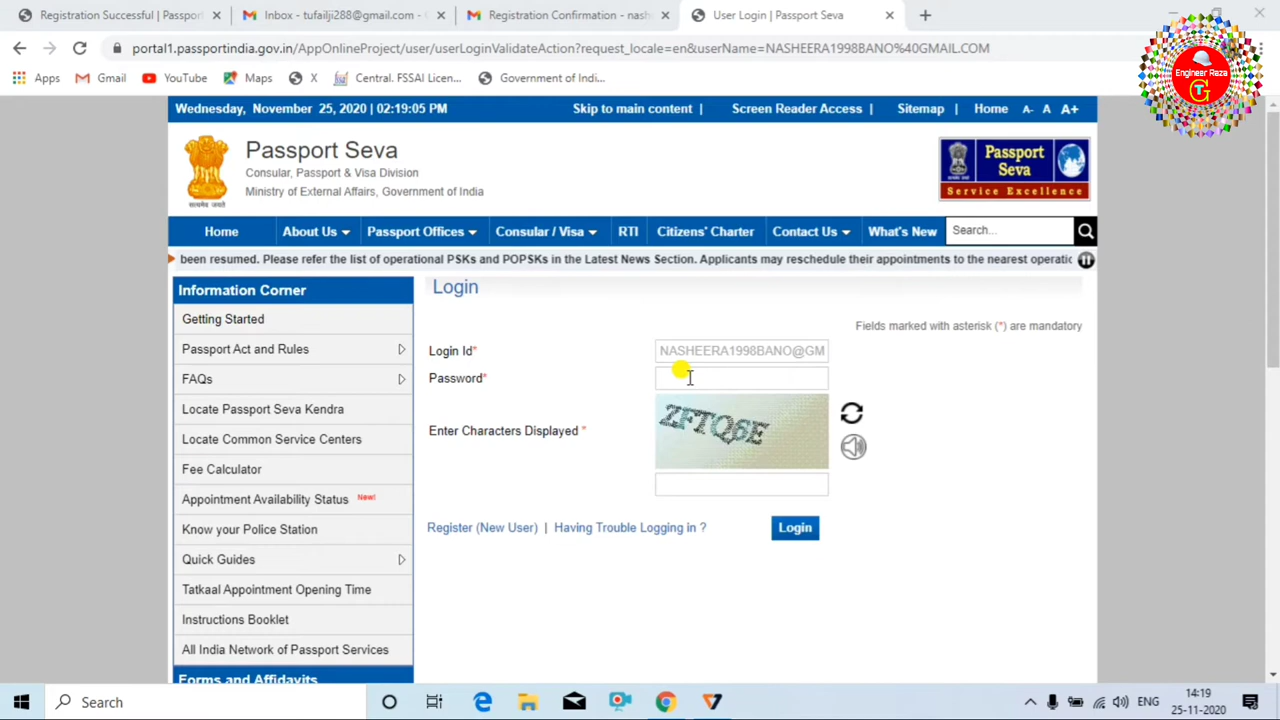 Registration Successful | Passport
Inbox - tufailji288@gmail.com -
Registration Confirmation - nash
User Login | Passport Seva
portal1.passportindia.gov.in/AppOnlineProject/user/userLoginValidateAction?request_locale=en&userName=NASHEERA1998BANO%40GMAIL.COM
Apps Gmail YouTube Maps X Central. FSSAI Licen... Government of Indi...
Engineer Raza
T G
Wednesday, November 25, 2020 | 02:19:05 PM Skip to main content | Screen Reader Access | Sitemap | Home A- A A+
Passport Seva
Consular, Passport & Visa Division
Ministry of External Affairs, Government of India
सत्यमेव जयते
Passport
Seva
Service Excellence
Home About Us Passport Offices Consular / Visa RTI Citizens' Charter Contact Us What's New Search...
been resumed. Please refer the list of operational PSKs and POPSKs in the Latest News Section. Applicants may reschedule their appointments to the nearest operatio
Information Corner
Getting Started
Passport Act and Rules
FAQs
Locate Passport Seva Kendra
Locate Common Service Centers
Fee Calculator
Appointment Availability Status New!
Know your Police Station
Quick Guides
Tatkaal Appointment Opening Time
Instructions Booklet
All India Network of Passport Services
Forms and Affidavits
Login
Fields marked with asterisk (*) are mandatory
Login Id* NASHEERA1998BANO@GM
Password*
Enter Characters Displayed * ZFTQ6E
Register (New User) | Having Trouble Logging in ? Login
Search
ENG
14:19
25-11-2020